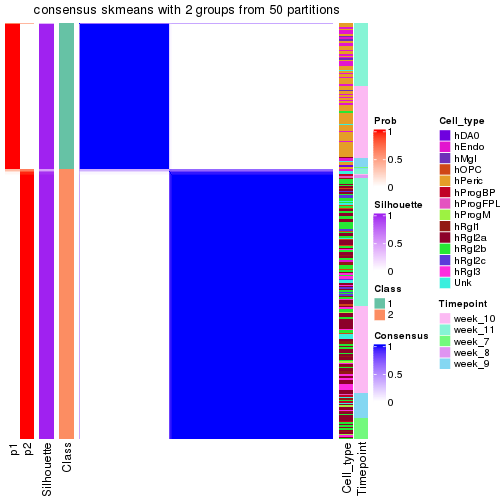 consensus skmeans with 2 groups from 50 partitions
Prob
1
0.5
0
Silhouette
1
0.5
0
Class
1
2
Consensus
1
0.5
0
Cell_type
hDA0
hEndo
hMgl
hOPC
hPeric
hProgBP
hProgFPL
hProgM
hRgl1
hRgl2a
hRgl2b
hRgl2c
hRgl3
Unk
Timepoint
week_10
week_11
week_7
week_8
week_9
p1
p2
Silhouette
Class
Cell_type
Timepoint